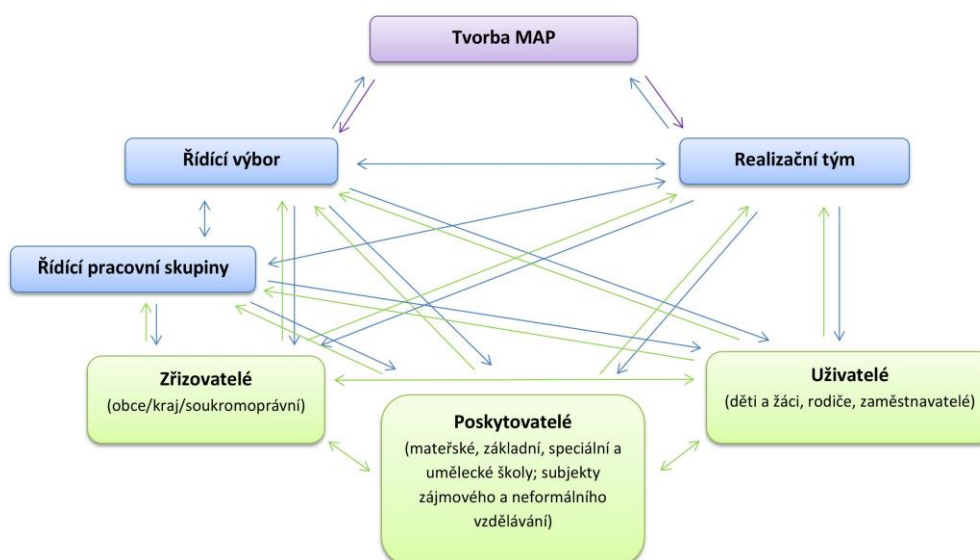 Tvorba MAP
Řídící výbor
Realizační tým
Řídící pracovní skupiny
Zřizovatelé
(obce/kraj/soukromoprávní)
Poskytovatelé
(mateřské, základní, speciální a
umělecké školy; subjekty
zájmového a neformálního
vzdělávání)
Uživatelé
(děti a žáci, rodiče, zaměstnavatelé)